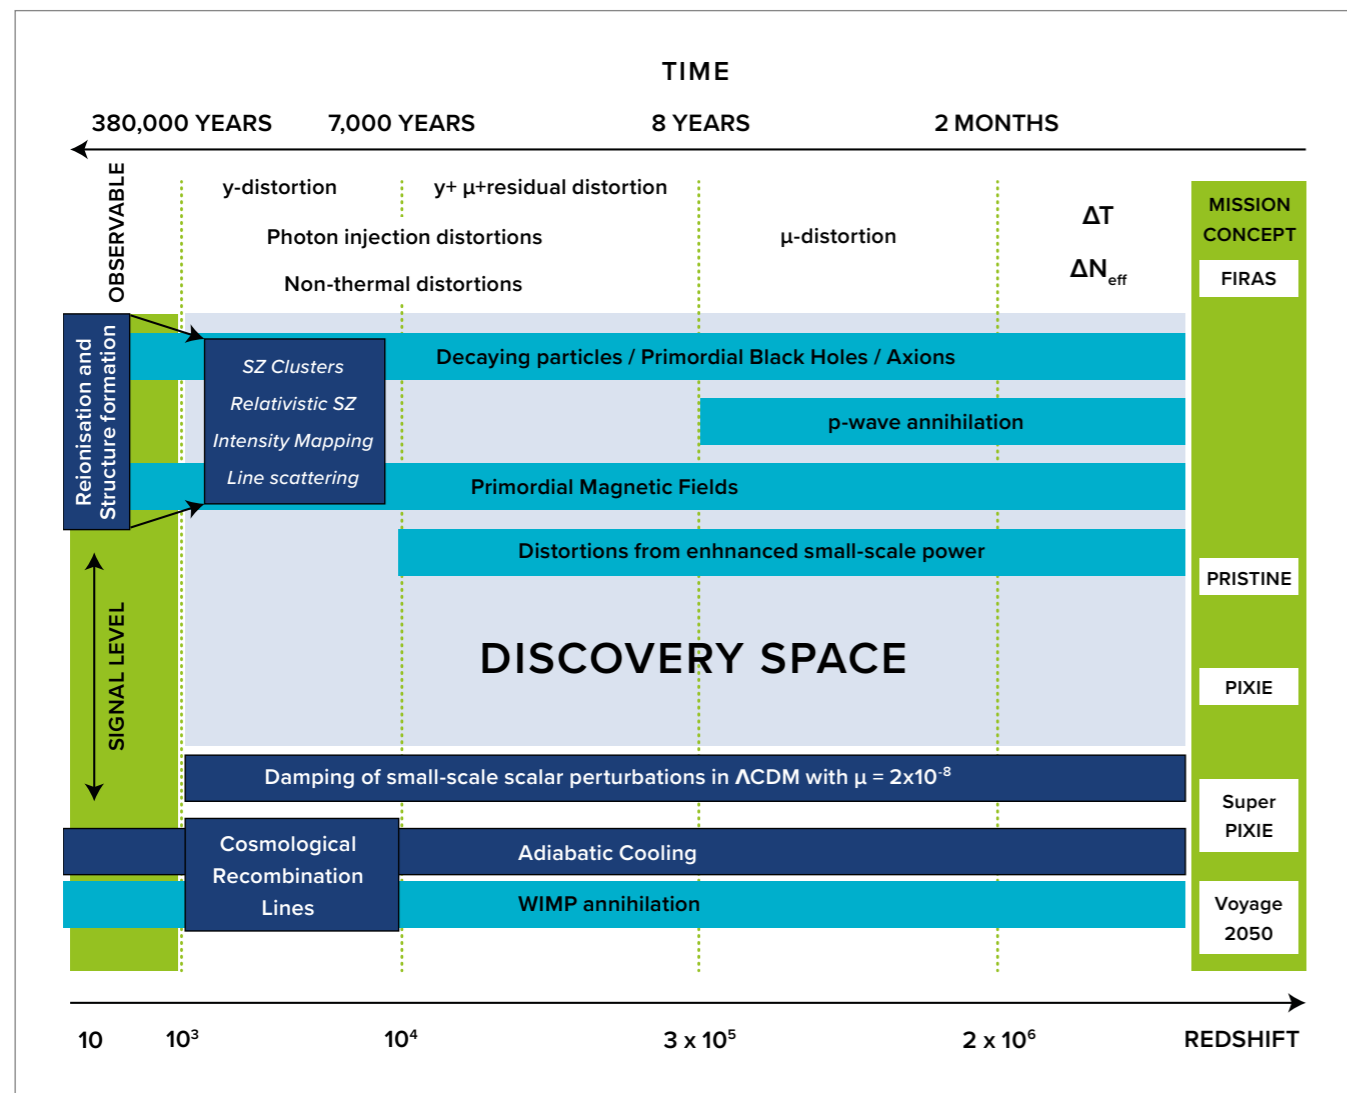 TIME
380,000 YEARS
7,000 YEARS
8 YEARS
2 MONTHS
OBSERVABLE
y-distortion
y+ μ+residual distortion
Photon injection distortions
μ-distortion
Non-thermal distortions
ΔT
ΔN_eff
MISSION
CONCEPT
FIRAS
PRISTINE
PIXIE
Super
PIXIE
Voyage
2050
Reionisation and
Structure formation
SZ Clusters
Relativistic SZ
Intensity Mapping
Line scattering
Decaying particles / Primordial Black Holes / Axions
p-wave annihilation
Primordial Magnetic Fields
Distortions from enhnanced small-scale power
DISCOVERY SPACE
SIGNAL LEVEL
Damping of small-scale scalar perturbations in ΛCDM with μ = 2x10⁻⁸
Cosmological
Recombination
Lines
Adiabatic Cooling
WIMP annihilation
10
10³
10⁴
3 x 10⁵
2 x 10⁶
REDSHIFT